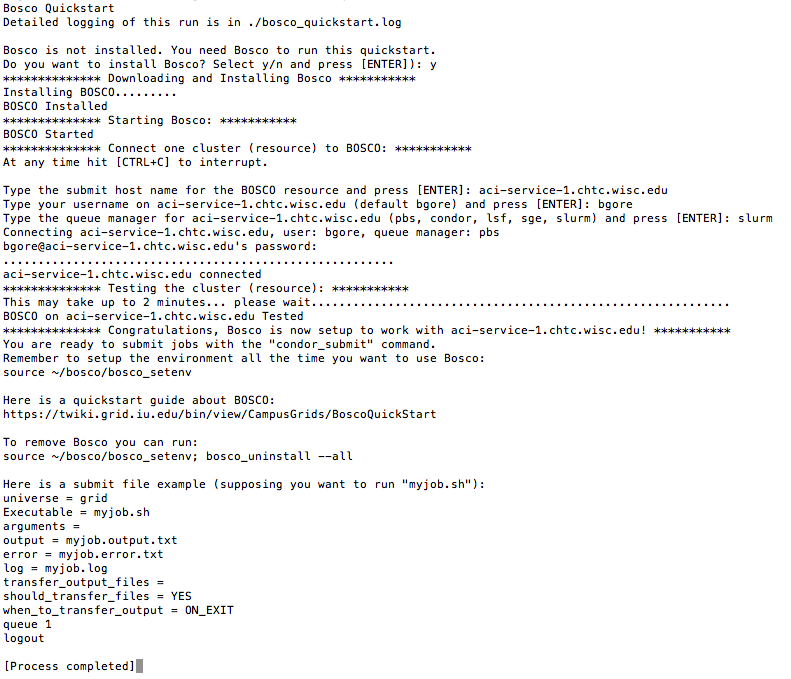 Bosco Quickstart
Detailed logging of this run is in ./bosco_quickstart.log
Bosco is not installed. You need Bosco to run this quickstart.
Do you want to install Bosco? Select y/n and press [ENTER]): y
************** Downloading and Installing Bosco ***********
Installing BOSCO.........
BOSCO Installed
************** Starting Bosco: ***********
BOSCO Started
************** Connect one cluster (resource) to BOSCO: ***********
At any time hit [CTRL+C] to interrupt.
Type the submit host name for the BOSCO resource and press [ENTER]: aci-service-1.chtc.wisc.edu
Type your username on aci-service-1.chtc.wisc.edu (default bgore) and press [ENTER]: bgore
Type the queue manager for aci-service-1.chtc.wisc.edu (pbs, condor, lsf, sge, slurm) and press [ENTER]: slurm
Connecting aci-service-1.chtc.wisc.edu, user: bgore, queue manager: pbs
bgore@aci-service-1.chtc.wisc.edu's password:
........................................................
aci-service-1.chtc.wisc.edu connected
************** Testing the cluster (resource): ***********
This may take up to 2 minutes... please wait............................................................
BOSCO on aci-service-1.chtc.wisc.edu Tested
************** Congratulations, Bosco is now setup to work with aci-service-1.chtc.wisc.edu! ***********
You are ready to submit jobs with the "condor_submit" command.
Remember to setup the environment all the time you want to use Bosco:
source ~/bosco/bosco_setenv
Here is a quickstart guide about BOSCO:
https://twiki.grid.iu.edu/bin/view/CampusGrids/BoscoQuickStart
To remove Bosco you can run:
source ~/bosco/bosco_setenv; bosco_uninstall --all
Here is a submit file example (supposing you want to run "myjob.sh"):
universe = grid
Executable = myjob.sh
arguments =
output = myjob.output.txt
error = myjob.error.txt
log = myjob.log
transfer_output_files =
should_transfer_files = YES
when_to_transfer_output = ON_EXIT
queue 1
logout
[Process completed]